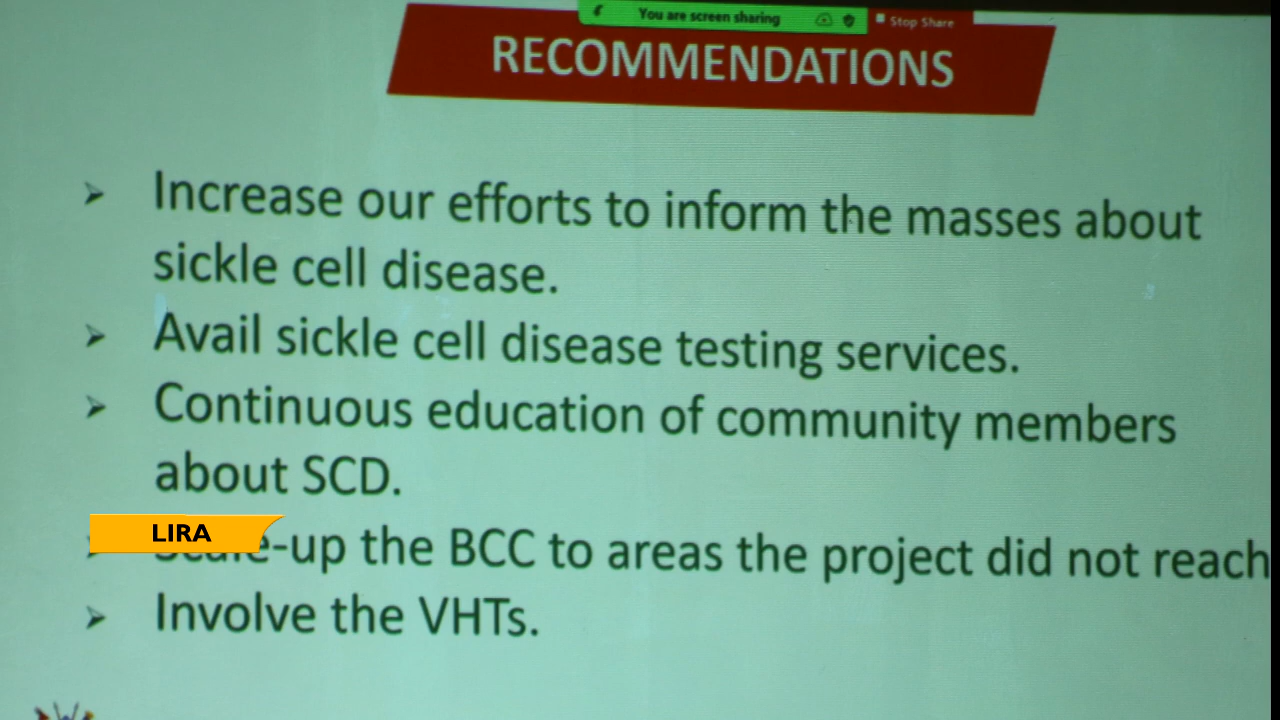 You are screen sharing
Stop Share
RECOMMENDATIONS
➢ Increase our efforts to inform the masses about
sickle cell disease.
➢ Avail sickle cell disease testing services.
➢ Continuous education of community members
about SCD.
LIRA
➢ Scale-up the BCC to areas the project did not reach
➢ Involve the VHTs.